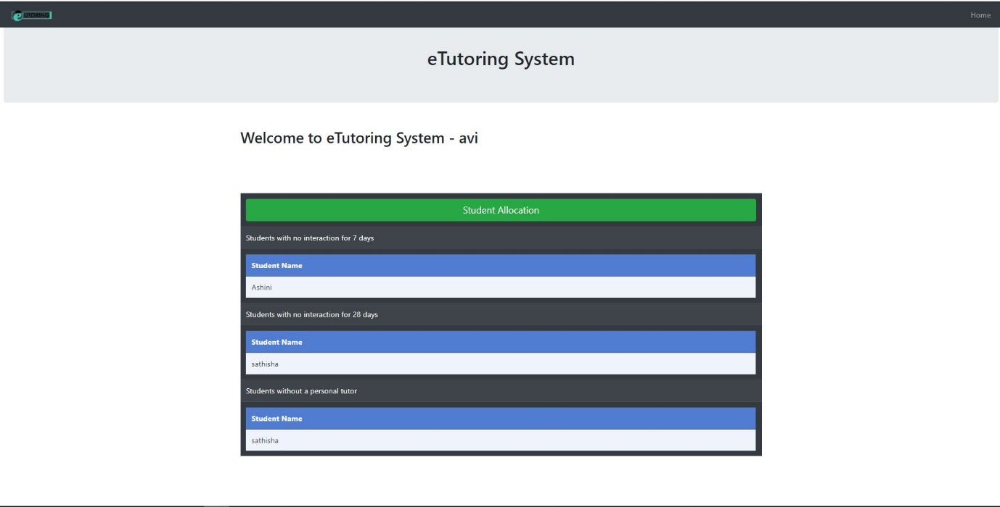 eTUTORING
Home
eTutoring System
Welcome to eTutoring System - avi
Student Allocation
Students with no interaction for 7 days
Student Name
Ashini
Students with no interaction for 28 days
Student Name
sathisha
Students without a personal tutor
Student Name
sathisha